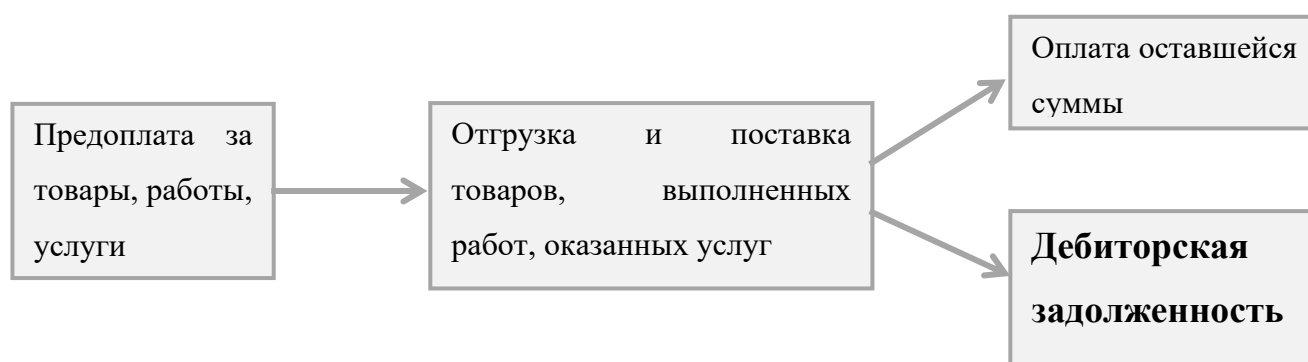 Предоплата за
товары, работы,
услуги
Отгрузка и поставка
товаров, выполненных
работ, оказанных услуг
Оплата оставшейся
суммы
Дебиторская
задолженность